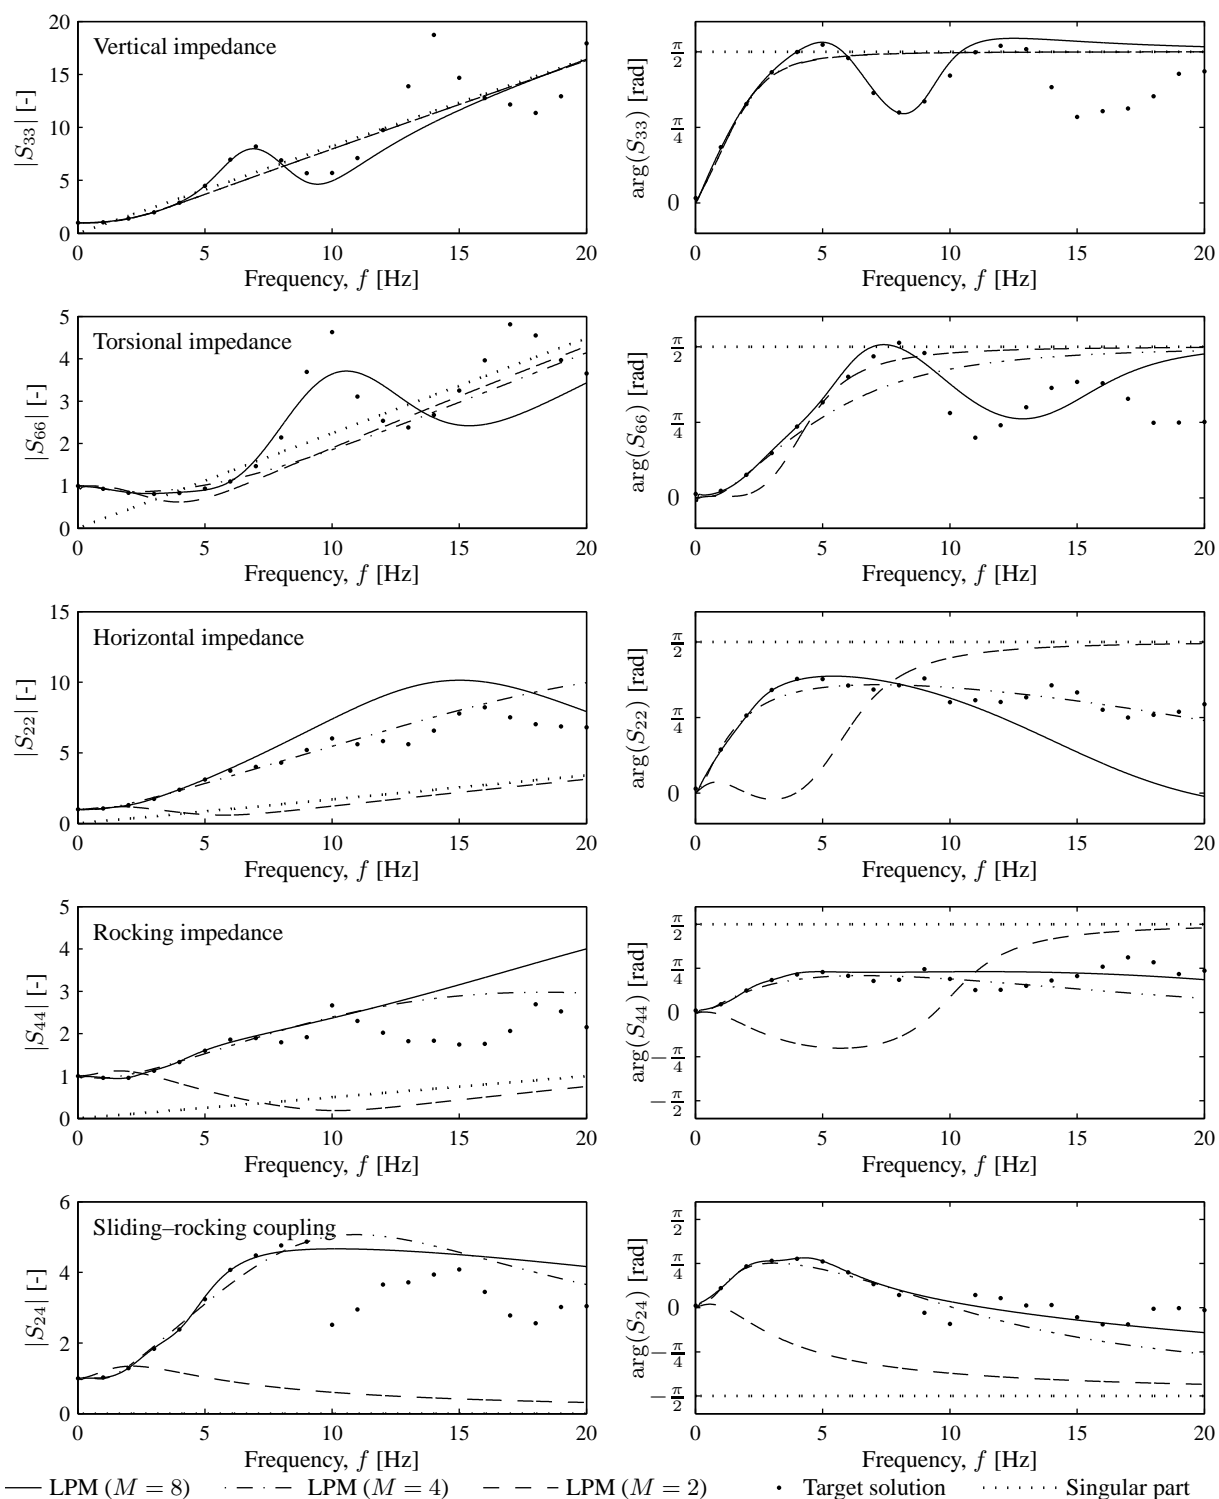 Vertical impedance
|S₃₃| [-]
20
15
10
5
0
0 5 10 15 20
Frequency, f [Hz]
arg(S₃₃) [rad]
π/2
π/4
0
0 5 10 15 20
Frequency, f [Hz]
Torsional impedance
|S₆₆| [-]
5
4
3
2
1
0
0 5 10 15 20
Frequency, f [Hz]
arg(S₆₆) [rad]
π/2
π/4
0
0 5 10 15 20
Frequency, f [Hz]
Horizontal impedance
|S₂₂| [-]
15
10
5
0
0 5 10 15 20
Frequency, f [Hz]
arg(S₂₂) [rad]
π/2
π/4
0
0 5 10 15 20
Frequency, f [Hz]
Rocking impedance
|S₄₄| [-]
5
4
3
2
1
0
0 5 10 15 20
Frequency, f [Hz]
arg(S₄₄) [rad]
π/2
π/4
0
−π/4
−π/2
0 5 10 15 20
Frequency, f [Hz]
Sliding–rocking coupling
|S₂₄| [-]
6
4
2
0
0 5 10 15 20
Frequency, f [Hz]
arg(S₂₄) [rad]
π/2
π/4
0
−π/4
−π/2
0 5 10 15 20
Frequency, f [Hz]
LPM (M = 8) LPM (M = 4) LPM (M = 2) Target solution Singular part